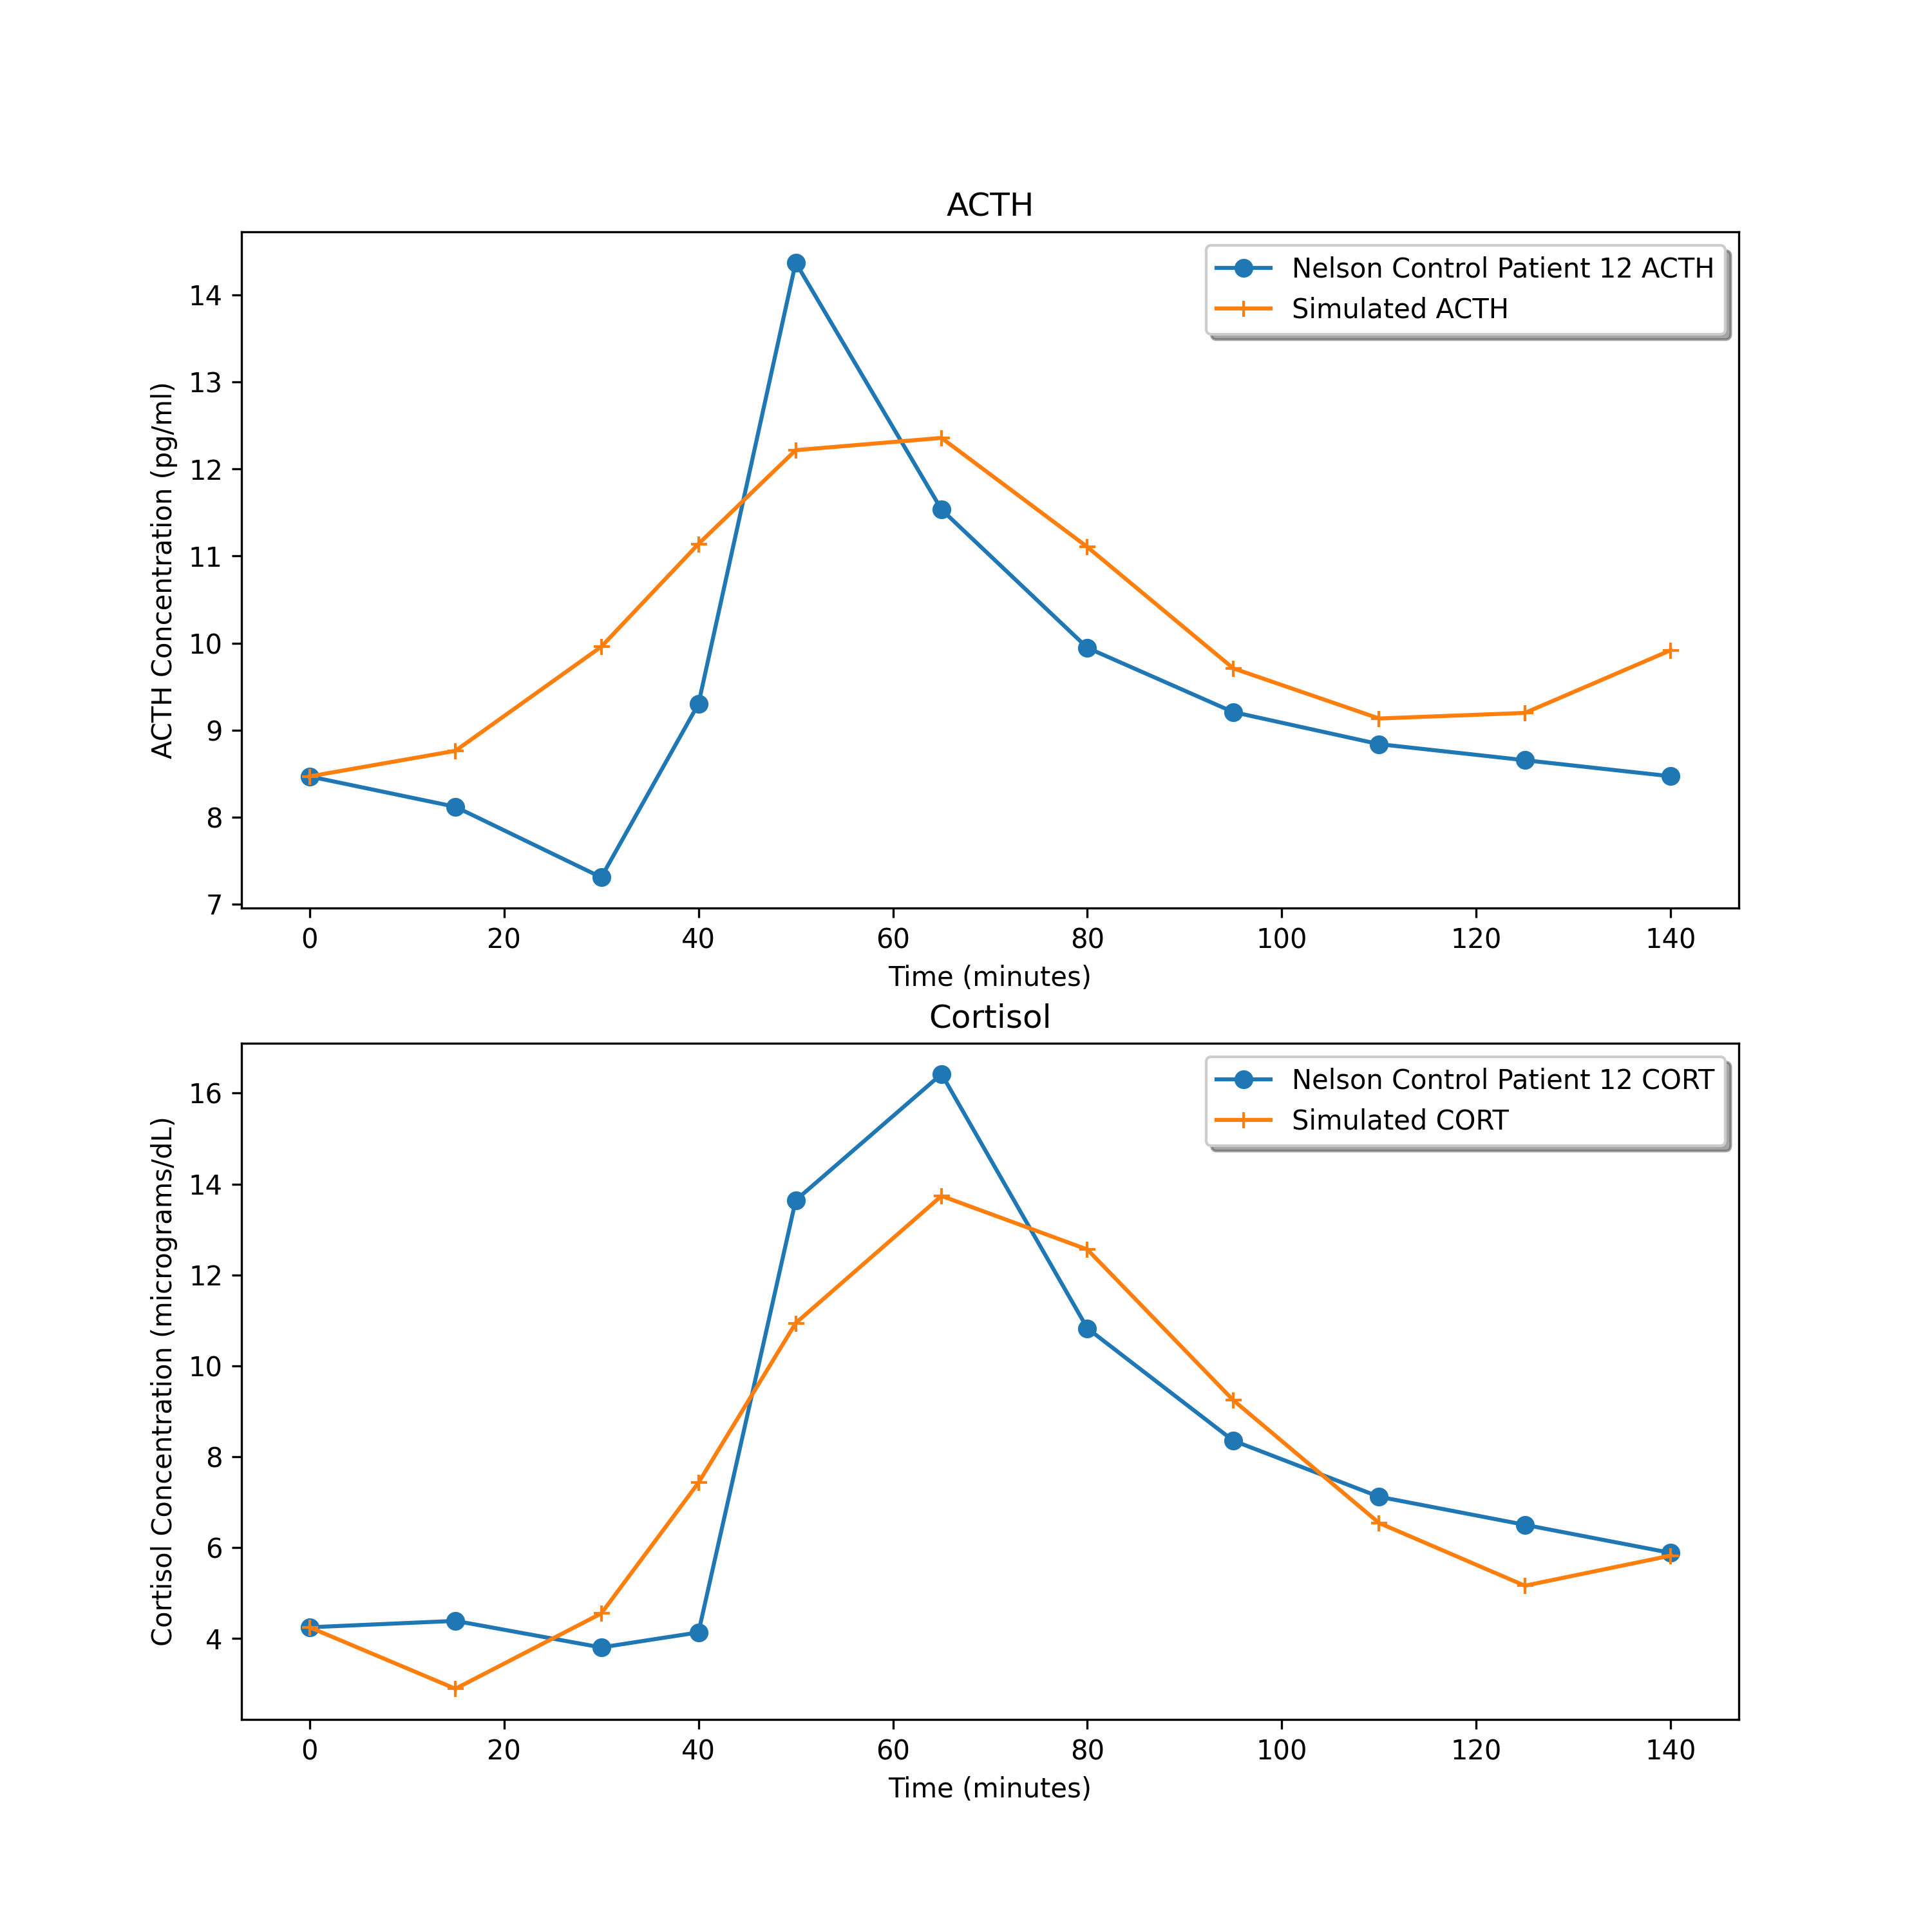 ACTH
Nelson Control Patient 12 ACTH
Simulated ACTH
ACTH Concentration (pg/ml)
14
13
12
11
10
9
8
7
0 20 40 60 80 100 120 140
Time (minutes)
Cortisol
Nelson Control Patient 12 CORT
Simulated CORT
Cortisol Concentration (micrograms/dL)
16
14
12
10
8
6
4
0 20 40 60 80 100 120 140
Time (minutes)